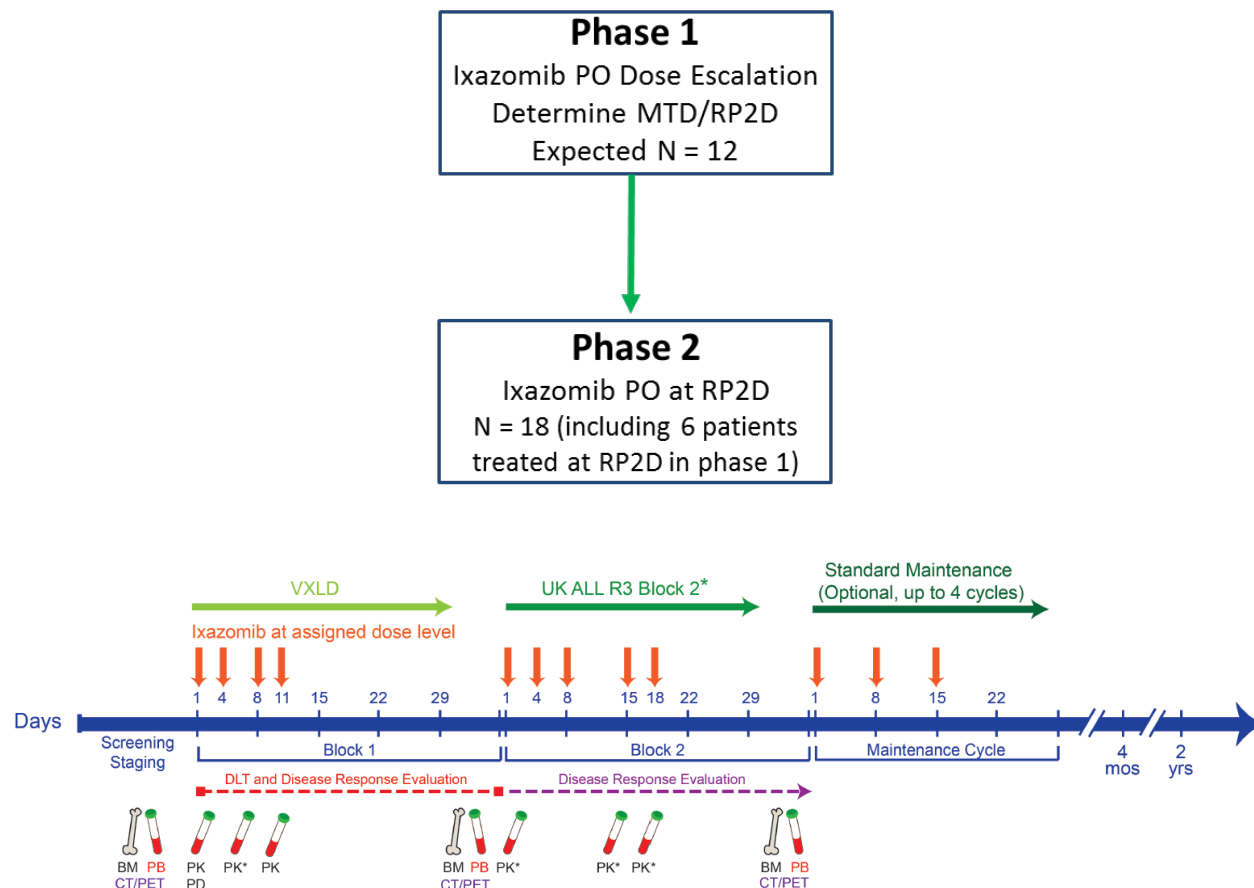 Phase 1
Ixazomib PO Dose Escalation
Determine MTD/RP2D
Expected N = 12
Phase 2
Ixazomib PO at RP2D
N = 18 (including 6 patients
treated at RP2D in phase 1)
VXLD
UK ALL R3 Block 2*
Standard Maintenance
(Optional, up to 4 cycles)
Ixazomib at assigned dose level
1 4 8 11 15 22 29 1 4 8 15 18 22 29 1 8 15 22
Days
Screening
Staging
Block 1
Block 2
Maintenance Cycle
4
mos
2
yrs
DLT and Disease Response Evaluation
Disease Response Evaluation
BM PB PK PK* PK BM PB PK* PK* PK* BM PB
CT/PET PD CT/PET CT/PET